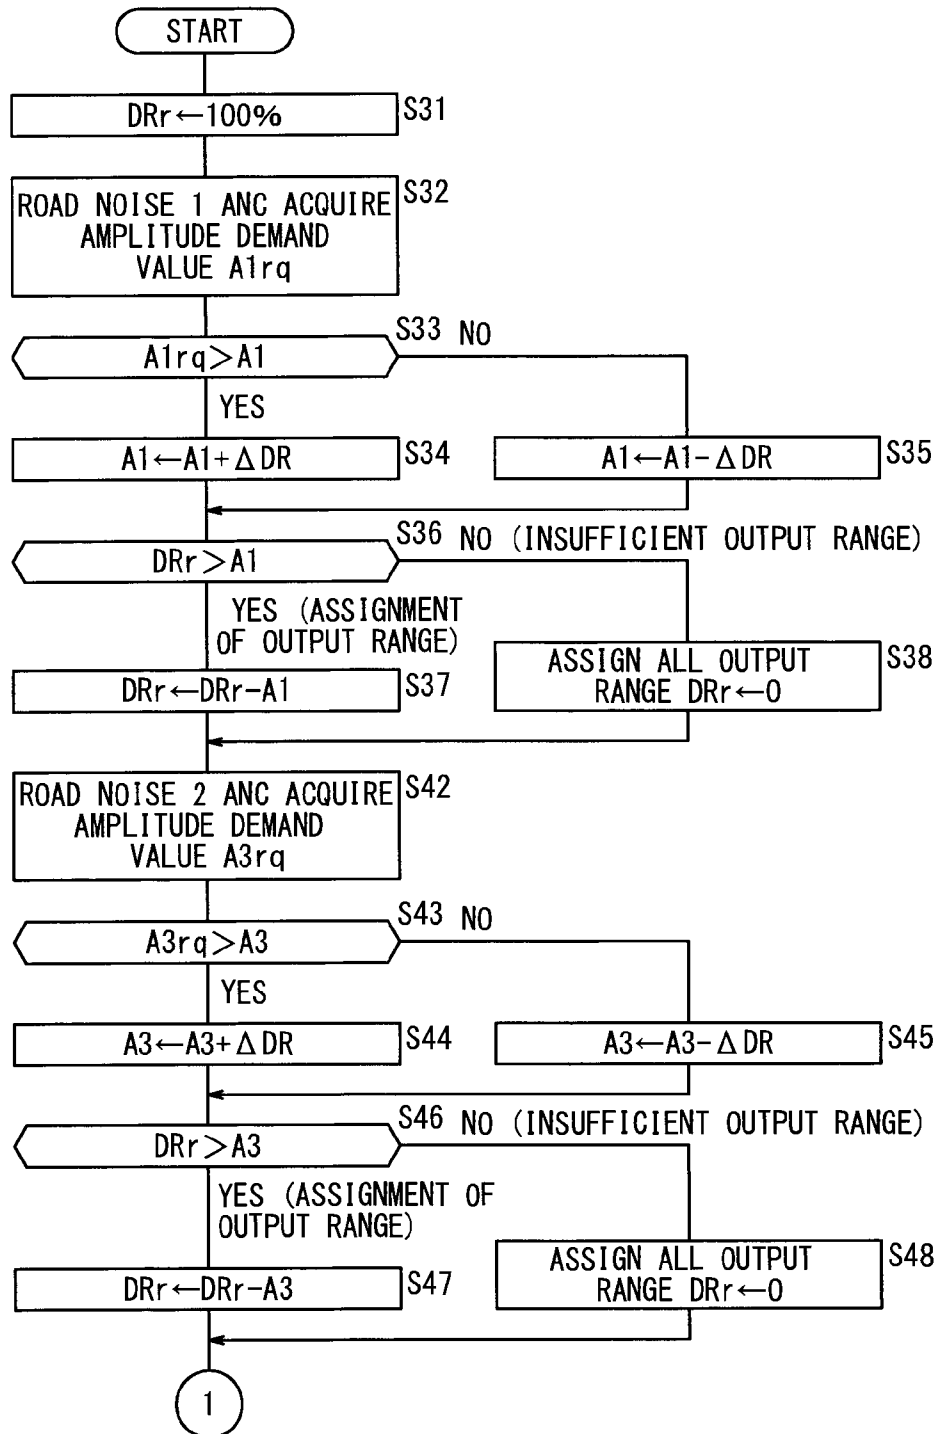 START
DRr←100%
S31
ROAD NOISE 1 ANC ACQUIRE
AMPLITUDE DEMAND
VALUE A1rq
S32
A1rq>A1
S33 NO
YES
A1←A1+ΔDR
S34
A1←A1-ΔDR
S35
DRr>A1
S36 NO (INSUFFICIENT OUTPUT RANGE)
YES (ASSIGNMENT
OF OUTPUT RANGE)
DRr←DRr-A1
S37
ASSIGN ALL OUTPUT
RANGE DRr←0
S38
ROAD NOISE 2 ANC ACQUIRE
AMPLITUDE DEMAND
VALUE A3rq
S42
A3rq>A3
S43 NO
YES
A3←A3+ΔDR
S44
A3←A3-ΔDR
S45
DRr>A3
S46 NO (INSUFFICIENT OUTPUT RANGE)
YES (ASSIGNMENT OF
OUTPUT RANGE)
DRr←DRr-A3
S47
ASSIGN ALL OUTPUT
RANGE DRr←0
S48
1